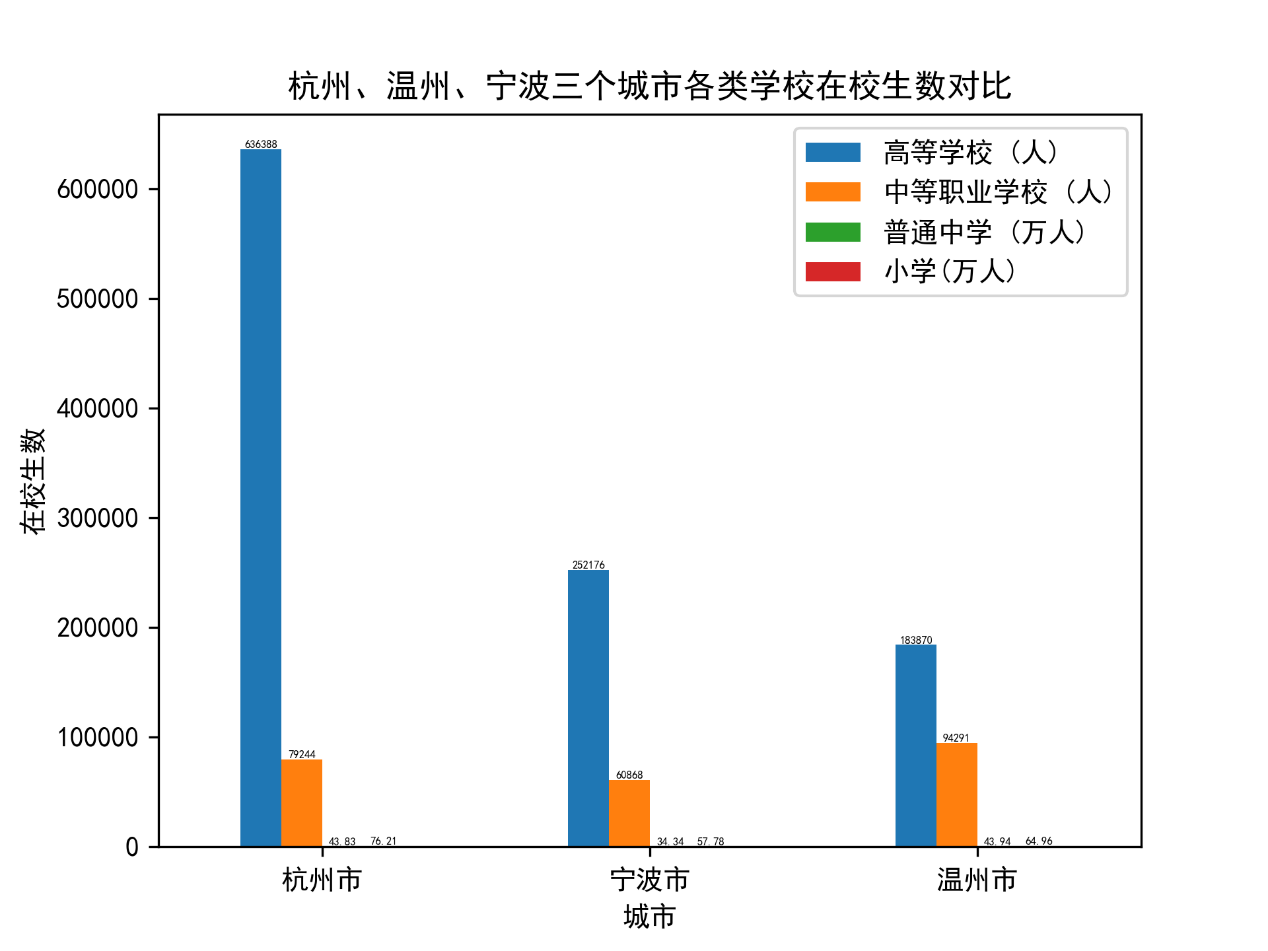 杭州、温州、宁波三个城市各类学校在校生数对比
高等学校 (人)
中等职业学校 (人)
普通中学 (万人)
小学(万人)
在校生数
600000
500000
400000
300000
200000
100000
0
636388
79244
43.83
76.21
252176
60868
34.34
57.78
183870
94291
43.94
64.96
杭州市
宁波市
温州市
城市